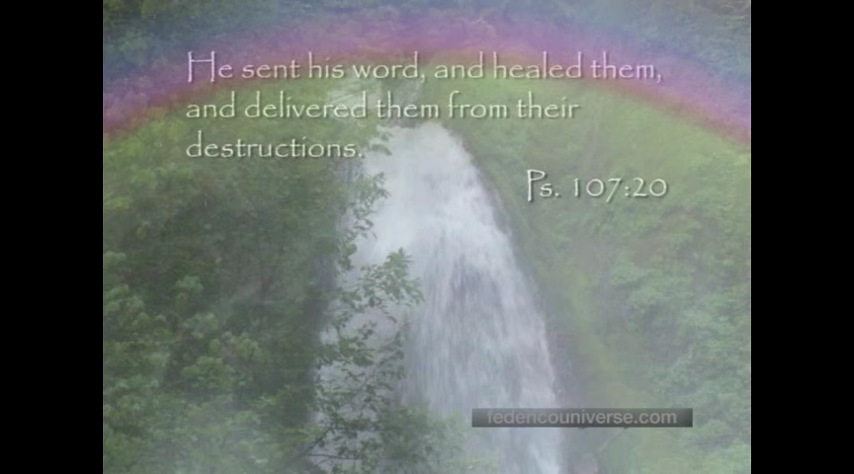 He sent his word, and healed them,
and delivered them from their
destructions.
Ps. 107:20
federicouniverse.com